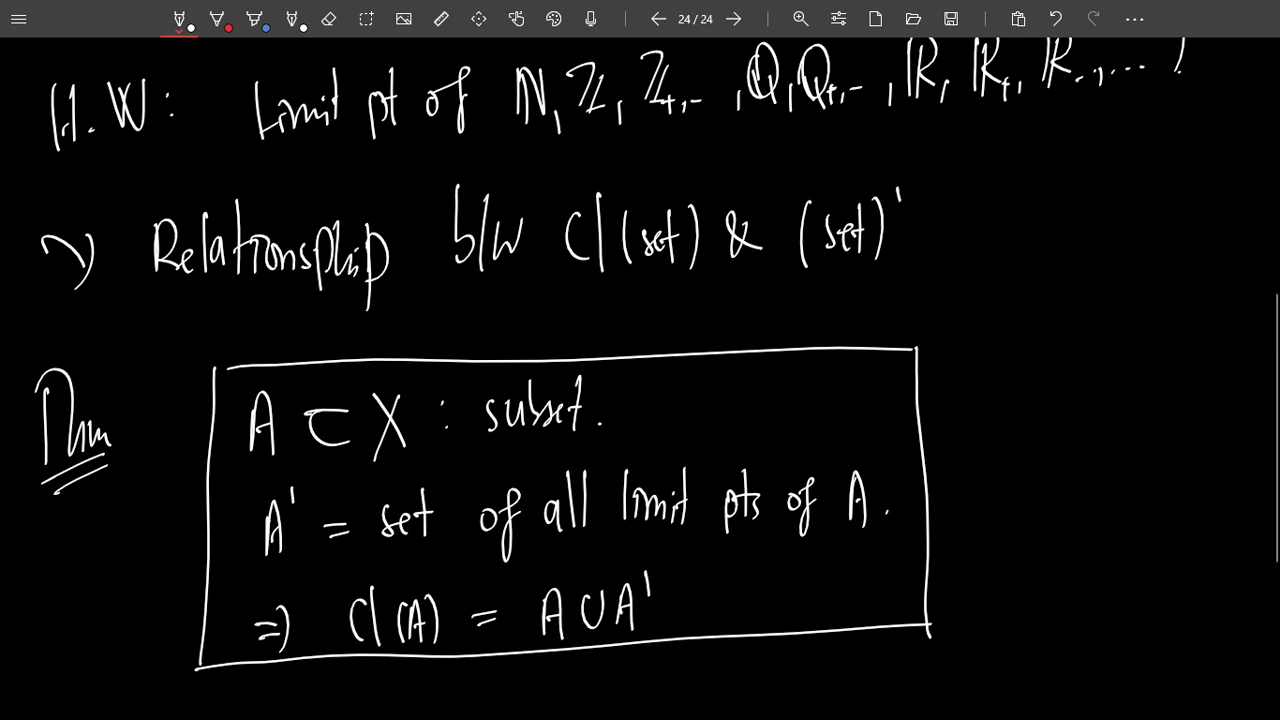 24/24
H.W: Limit pt of ℕ, ℤ, ℤ+,-, ℚ, ℚ+,-, ℝ, ℝ+, ℝ-, ... ?
Relationship b/w Cl(set) & (set)'
Thm
A ⊂ X : subset.
A' = set of all limit pts of A.
⇒ Cl(A) = A∪A'